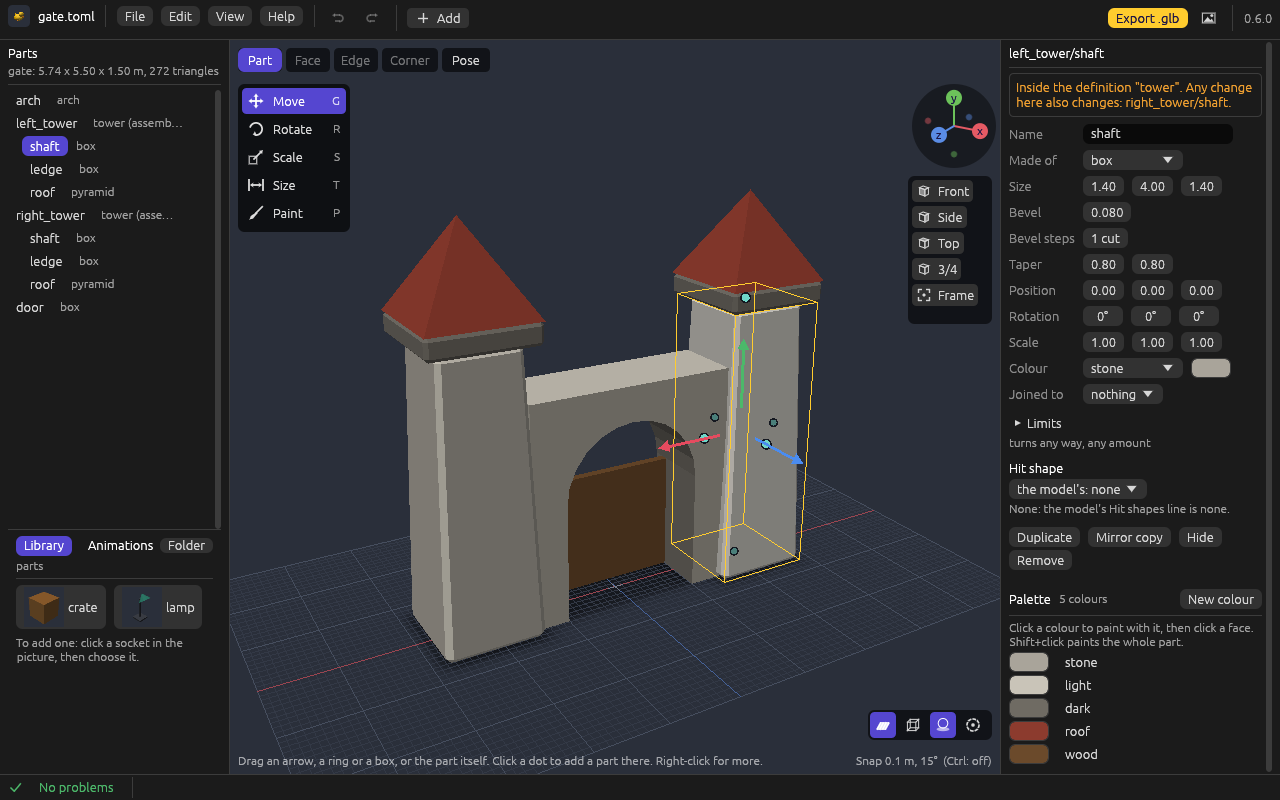 gate.toml File Edit View Help + Add Export .glb 0.6.0
Parts
gate: 5.74 x 5.50 x 1.50 m, 272 triangles
arch arch
left_tower tower (assemb…
shaft box
ledge box
roof pyramid
right_tower tower (asse…
shaft box
ledge box
roof pyramid
door box
Library Animations Folder
parts
crate lamp
To add one: click a socket in the
picture, then choose it.
Part Face Edge Corner Pose
Move G
Rotate R
Scale S
Size T
Paint P
y
x
z
Front
Side
Top
3/4
Frame
Drag an arrow, a ring or a box, or the part itself. Click a dot to add a part there. Right-click for more. Snap 0.1 m, 15° (Ctrl: off)
left_tower/shaft
Inside the definition "tower". Any change
here also changes: right_tower/shaft.
Name shaft
Made of box
Size 1.40 4.00 1.40
Bevel 0.080
Bevel steps 1 cut
Taper 0.80 0.80
Position 0.00 0.00 0.00
Rotation 0° 0° 0°
Scale 1.00 1.00 1.00
Colour stone
Joined to nothing
Limits
turns any way, any amount
Hit shape
the model's: none
None: the model's Hit shapes line is none.
Duplicate Mirror copy Hide
Remove
Palette 5 colours New colour
Click a colour to paint with it, then click a face.
Shift+click paints the whole part.
stone
light
dark
roof
wood
No problems